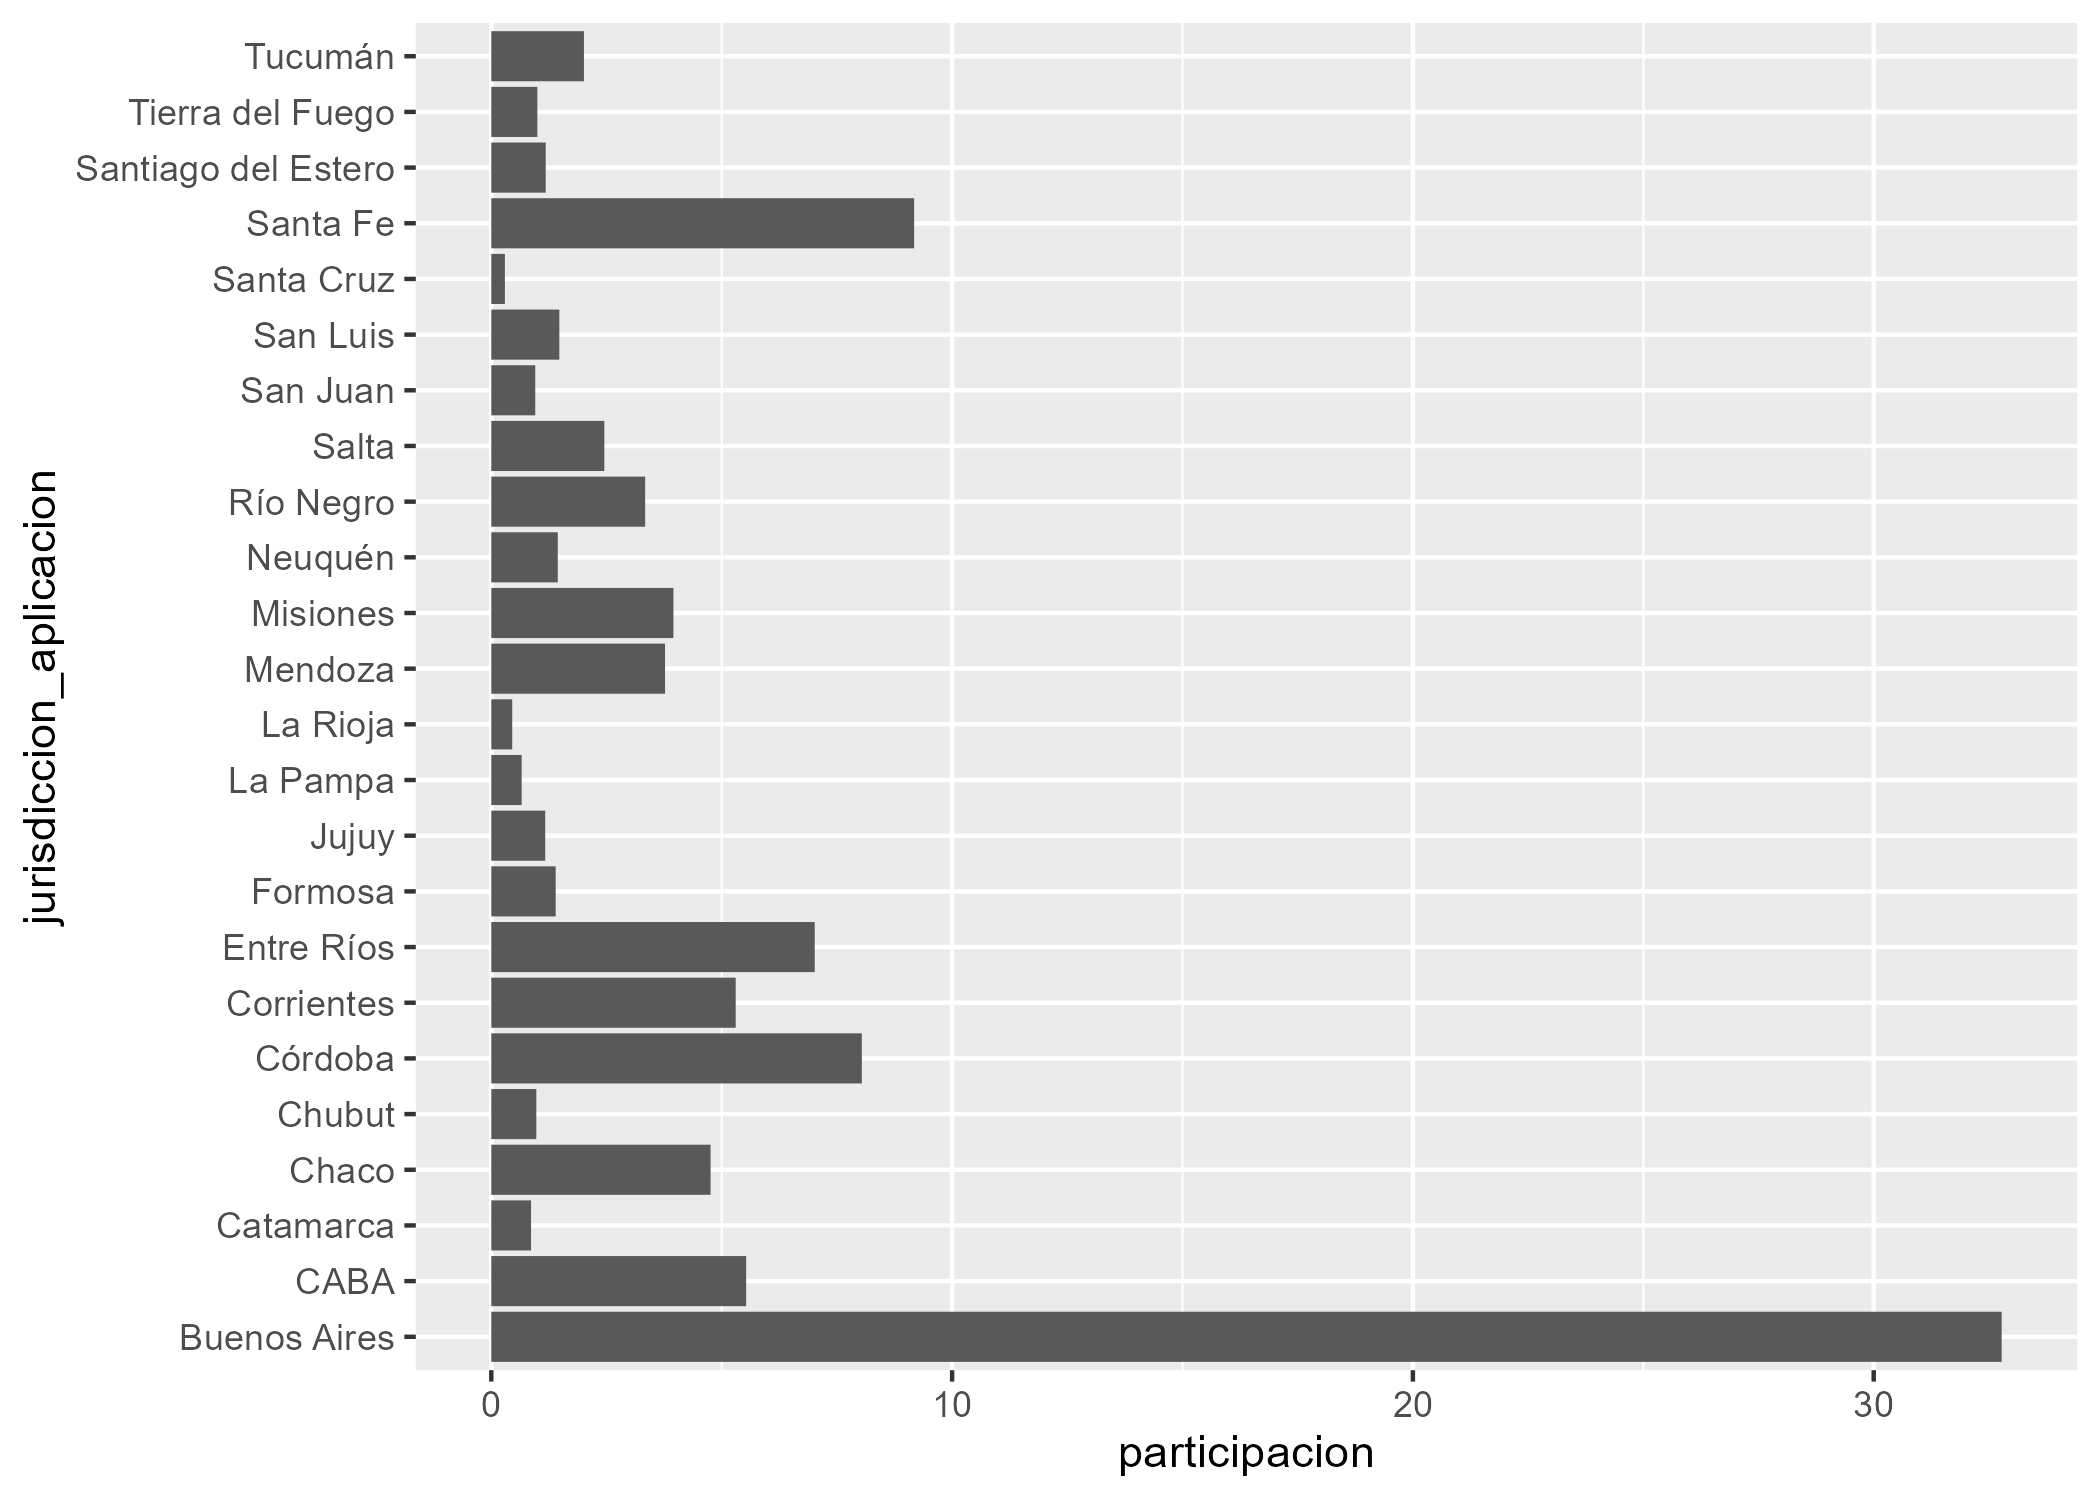 Tucumán
Tierra del Fuego
Santiago del Estero
Santa Fe
Santa Cruz
San Luis
San Juan
Salta
Río Negro
Neuquén
Misiones
Mendoza
La Rioja
La Pampa
Jujuy
Formosa
Entre Ríos
Corrientes
Córdoba
Chubut
Chaco
Catamarca
CABA
Buenos Aires
jurisdiccion_aplicacion
0 10 20 30
participacion